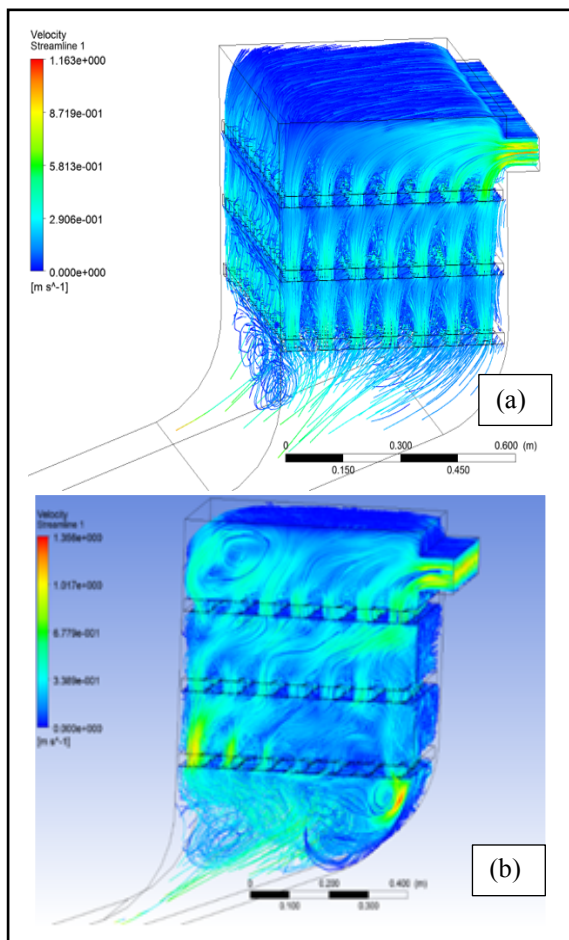 Velocity
Streamline 1
1.163e+000
8.719e-001
5.813e-001
2.906e-001
0.000e+000
[m s^-1]
(a)
0 0.300 0.600 (m)
0.150 0.450
Velocity
Streamline 1
1.356e+000
1.017e+000
6.779e-001
3.389e-001
0.000e+000
[m s^-1]
(b)
0 0.200 0.400 (m)
0.100 0.300